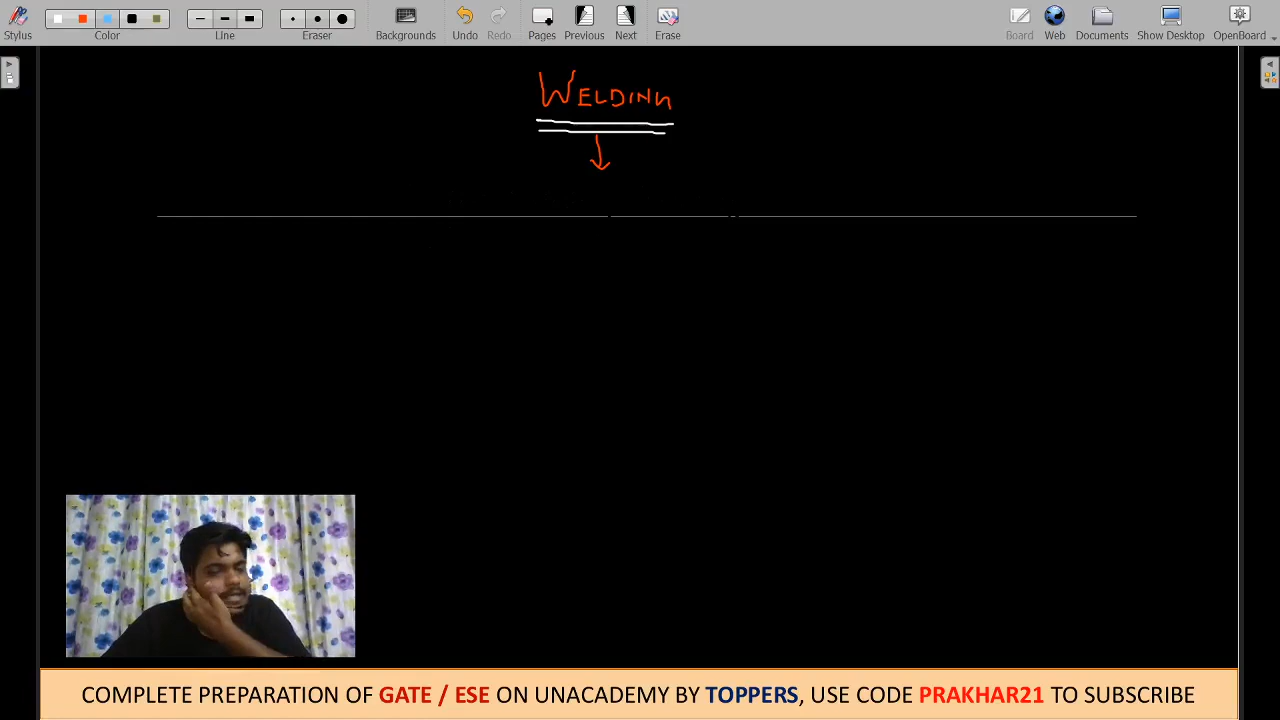 Stylus
Color
Line
Eraser
Backgrounds
Undo
Redo
Pages
Previous
Next
Erase
Board
Web
Documents
Show Desktop
OpenBoard
WELDING
COMPLETE PREPARATION OF GATE / ESE ON UNACADEMY BY TOPPERS, USE CODE PRAKHAR21 TO SUBSCRIBE